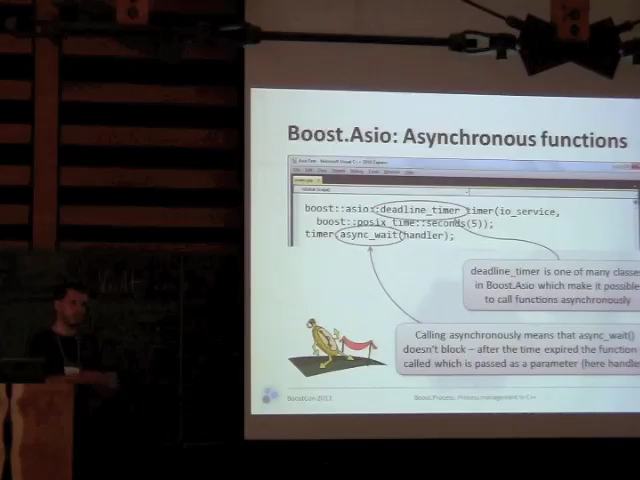 Boost.Asio: Asynchronous functions
boost::asio::deadline_timer timer(io_service,
boost::posix_time::seconds(5));
timer.async_wait(handler);
deadline_timer is one of many classes
in Boost.Asio which make it possible
to call functions asynchronously
Calling asynchronously means that async_wait()
doesn't block – after the time expired the function
called which is passed as a parameter (here handle
Boost.Process: Process management in C++